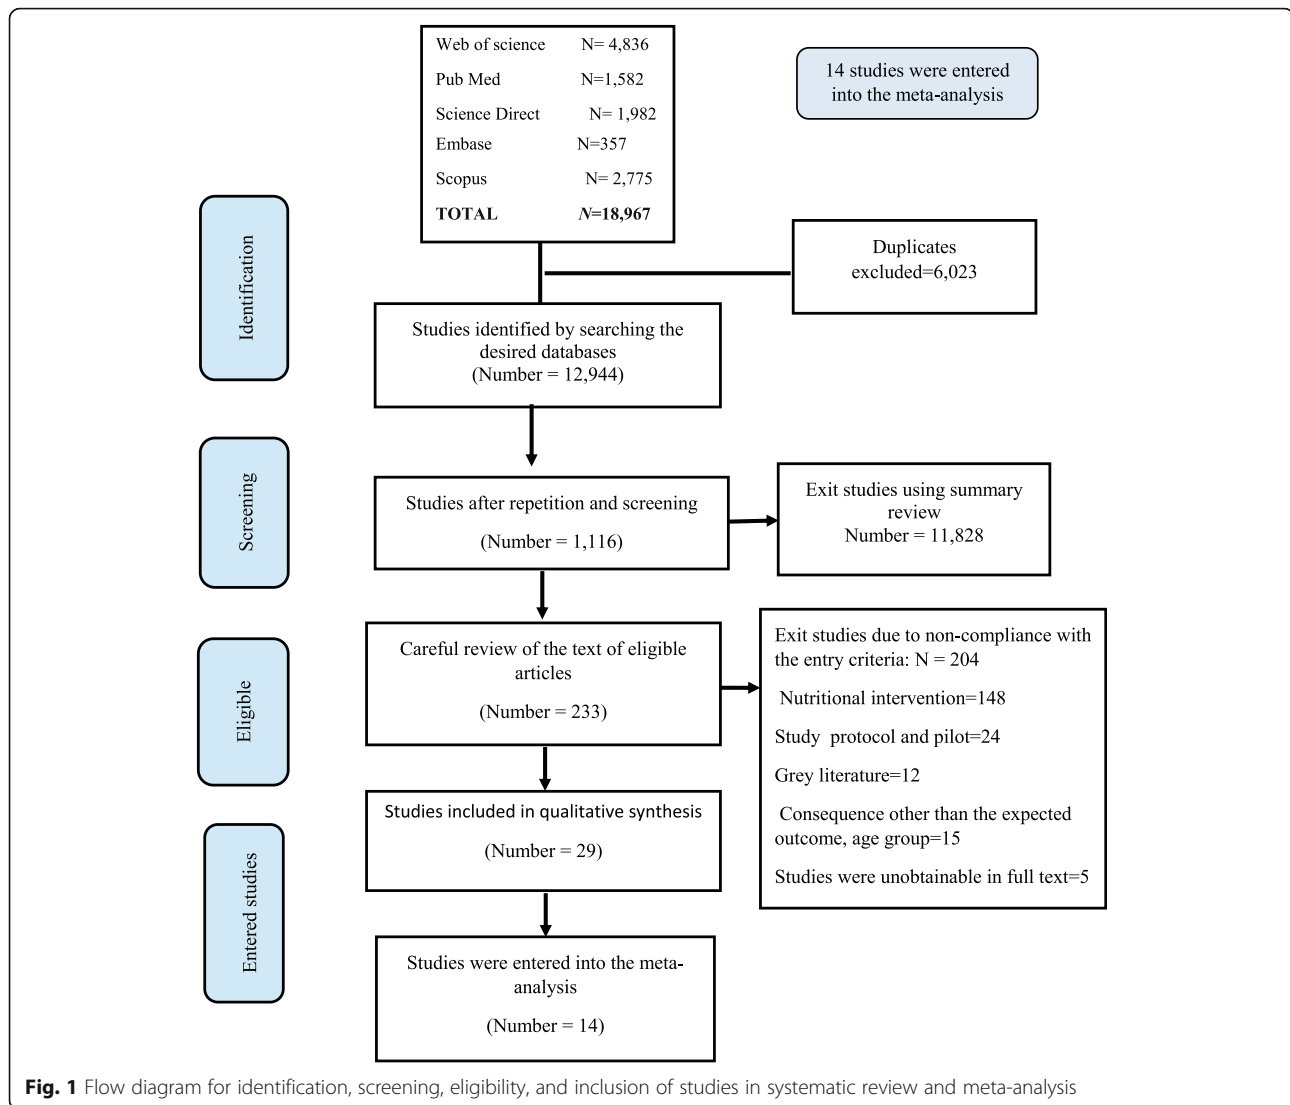 Web of science N= 4,836
Pub Med N=1,582
Science Direct N= 1,982
Embase N=357
Scopus N= 2,775
TOTAL N=18,967
14 studies were entered
into the meta-analysis
Identification
Duplicates
excluded=6,023
Studies identified by searching the
desired databases
(Number = 12,944)
Screening
Studies after repetition and screening
(Number = 1,116)
Exit studies using summary
review
Number = 11,828
Eligible
Careful review of the text of eligible
articles
(Number = 233)
Exit studies due to non-compliance with
the entry criteria: N = 204
Nutritional intervention=148
Study protocol and pilot=24
Grey literature=12
Consequence other than the expected
outcome, age group=15
Studies were unobtainable in full text=5
Entered studies
Studies included in qualitative synthesis
(Number = 29)
Studies were entered into the meta-
analysis
(Number = 14)
Fig. 1 Flow diagram for identification, screening, eligibility, and inclusion of studies in systematic review and meta-analysis